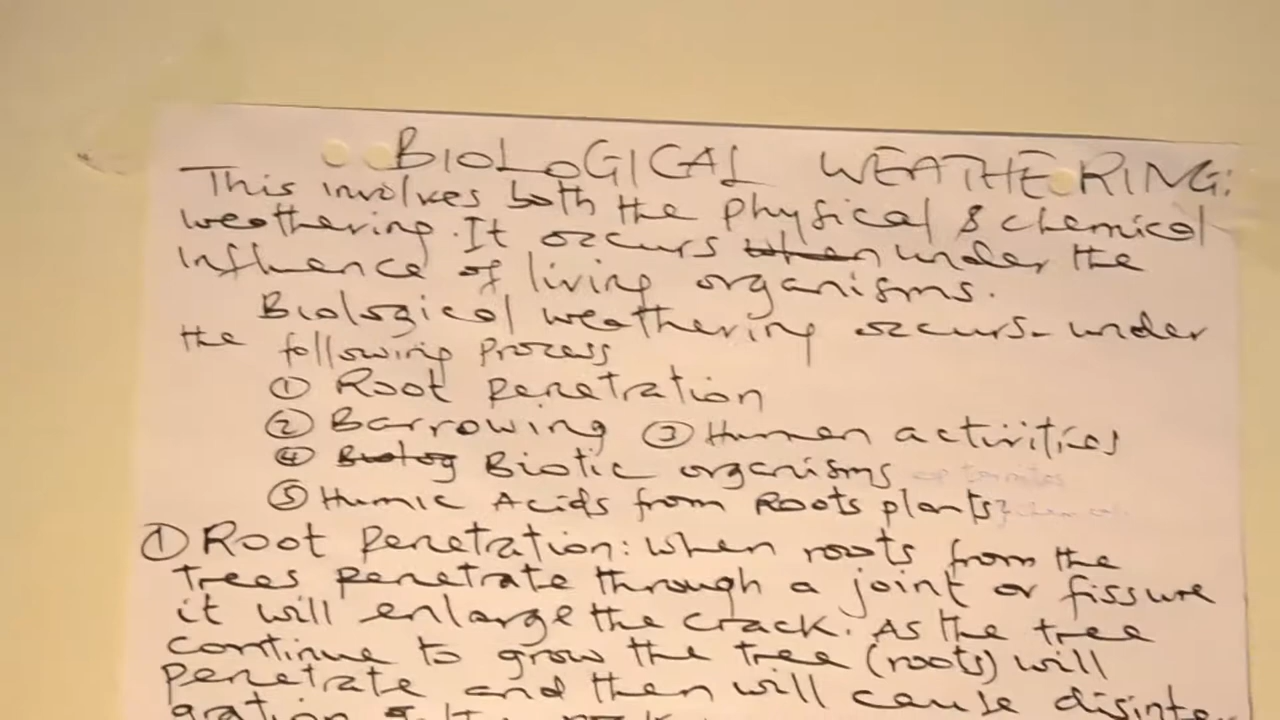 BIOLOGICAL WEATHERING:
This involves both the physical & chemical
weathering. It occurs when under the
influence of living organisms.
Biological weathering occurs under
the following process
① Root penetration
② Barrowing ③ Human activities
④ Biolog Biotic organisms
⑤ Humic Acids from Roots plants
① Root penetration: when roots from the
trees penetrate through a joint or fissure
it will enlarge the crack. As the tree
continue to grow the tree (roots) will
penetrate and then will cause disinte-